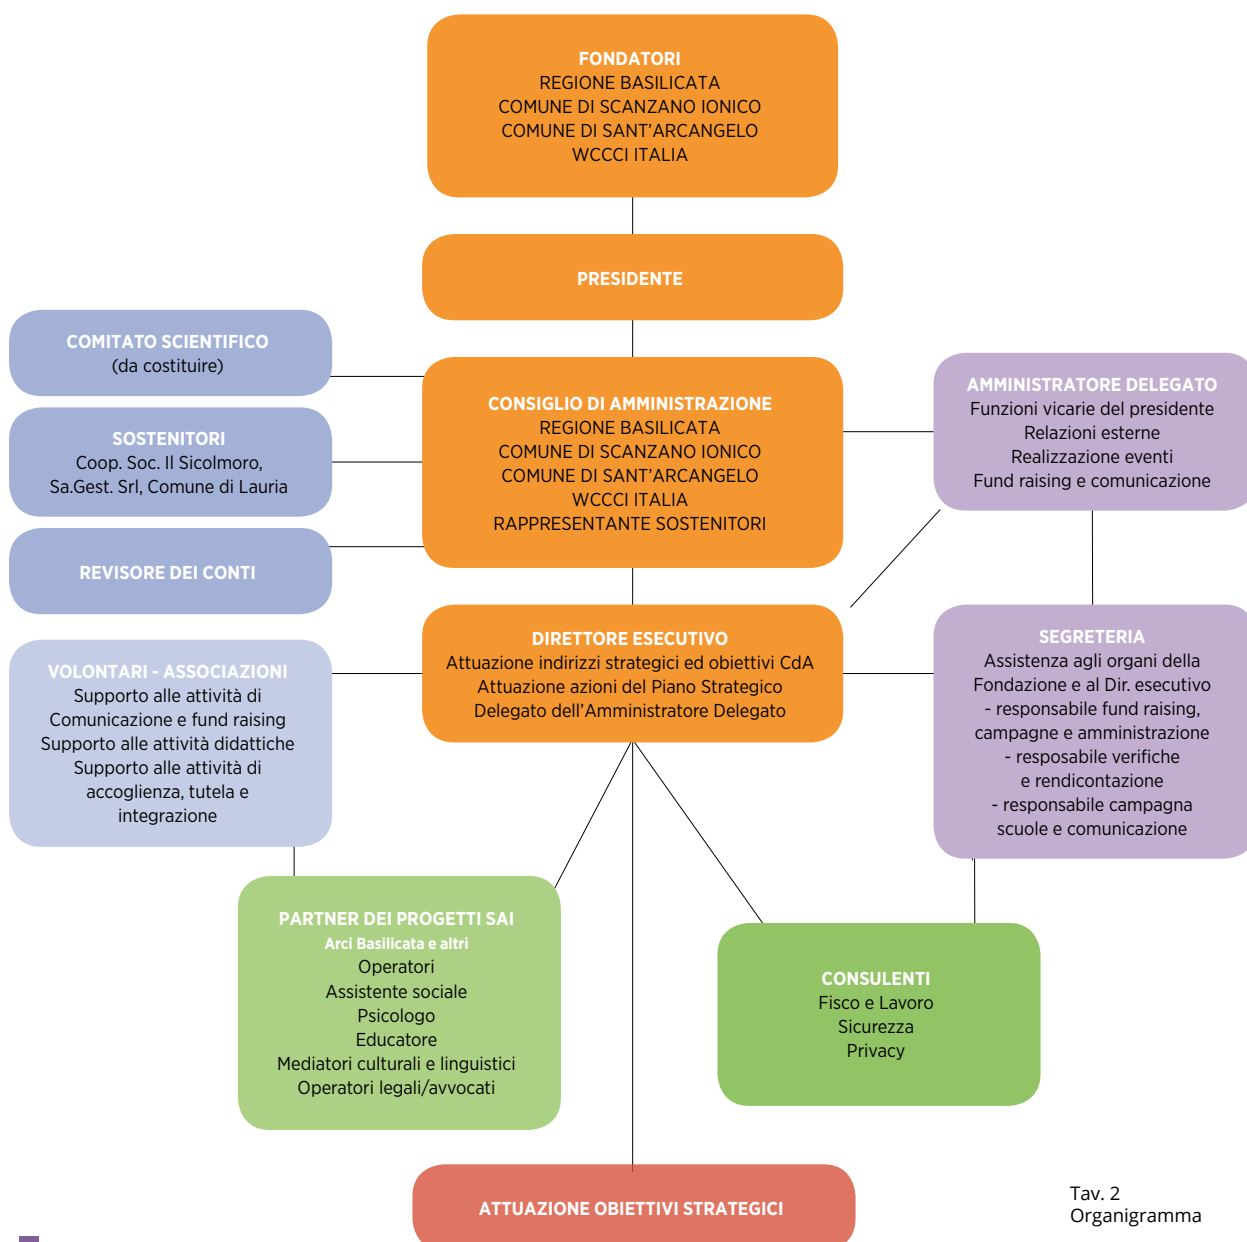 FONDATORI
REGIONE BASILICATA
COMUNE DI SCANZANO IONICO
COMUNE DI SANT'ARCANGELO
WCCCI ITALIA
PRESIDENTE
COMITATO SCIENTIFICO
(da costituire)
SOSTENITORI
Coop. Soc. Il Sicolmoro,
Sa.Gest. Srl, Comune di Lauria
REVISORE DEI CONTI
CONSIGLIO DI AMMINISTRAZIONE
REGIONE BASILICATA
COMUNE DI SCANZANO IONICO
COMUNE DI SANT'ARCANGELO
WCCCI ITALIA
RAPPRESENTANTE SOSTENITORI
AMMINISTRATORE DELEGATO
Funzioni vicarie del presidente
Relazioni esterne
Realizzazione eventi
Fund raising e comunicazione
VOLONTARI - ASSOCIAZIONI
Supporto alle attività di
Comunicazione e fund raising
Supporto alle attività didattiche
Supporto alle attività di
accoglienza, tutela e
integrazione
DIRETTORE ESECUTIVO
Attuazione indirizzi strategici ed obiettivi CdA
Attuazione azioni del Piano Strategico
Delegato dell'Amministratore Delegato
SEGRETERIA
Assistenza agli organi della
Fondazione e al Dir. esecutivo
- responsabile fund raising,
campagne e amministrazione
- resposabile verifiche
e rendicontazione
- responsabile campagna
scuole e comunicazione
PARTNER DEI PROGETTI SAI
Arci Basilicata e altri
Operatori
Assistente sociale
Psicologo
Educatore
Mediatori culturali e linguistici
Operatori legali/avvocati
CONSULENTI
Fisco e Lavoro
Sicurezza
Privacy
ATTUAZIONE OBIETTIVI STRATEGICI
Tav. 2
Organigramma